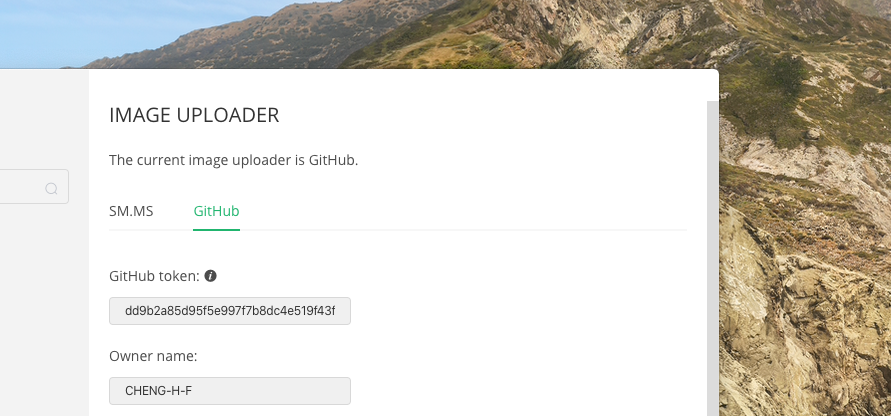 IMAGE UPLOADER
The current image uploader is GitHub.
SM.MS GitHub
GitHub token:
dd9b2a85d95f5e997f7b8dc4e519f43f
Owner name:
CHENG-H-F